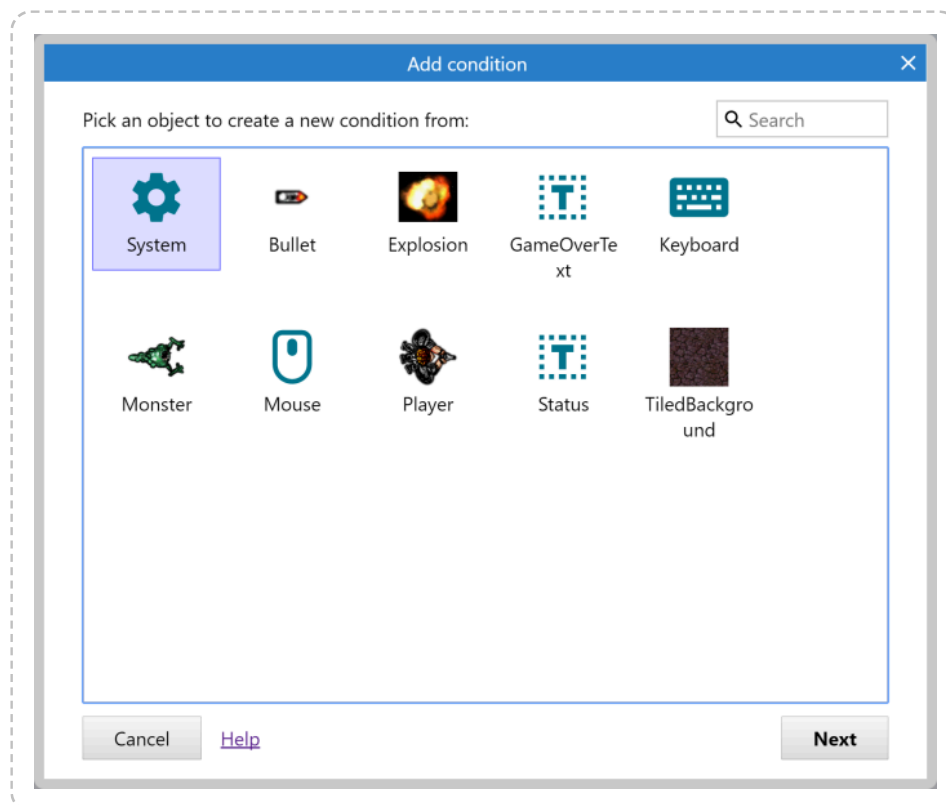 Add condition
Pick an object to create a new condition from:
Search
System
Bullet
Explosion
GameOverTe
xt
Keyboard
Monster
Mouse
Player
Status
TiledBackgro
und
Cancel
Help
Next